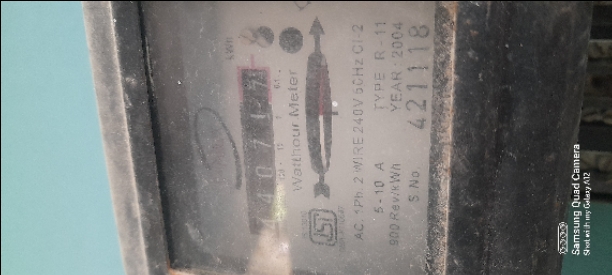 kWh
Watthour Meter
ISI
AC. 1Ph. 2 WIRE 240V 50Hz Cl-2
5-10 A TYPE R-11
900 Rev/kWh YEAR: 2004
S No 421118
Samsung Quad Camera
Shot with my Galaxy A12